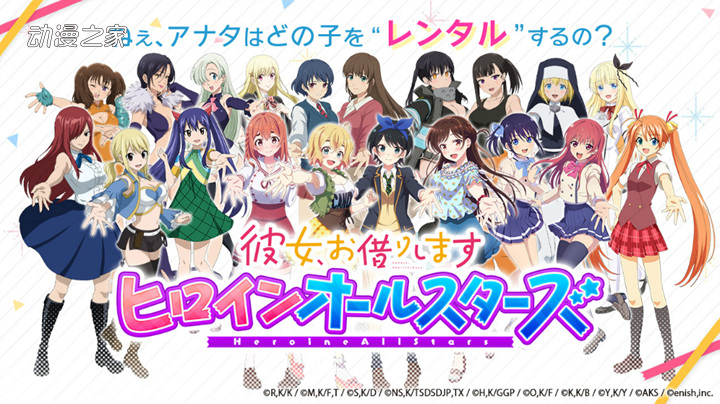 动漫之家
ねぇ、アナタはどの子を“レンタル”するの？
彼女、お借りします
ヒロインオールスターズ
HeroineAllStars
©R,K/K / ©M,K/F,T / ©S,K/D / ©NS,K/TSDSDJP,TX / ©H,K/GGP / ©O,K/F / ©K,K/B / ©Y,K/Y / ©AKS / ©enish,inc.